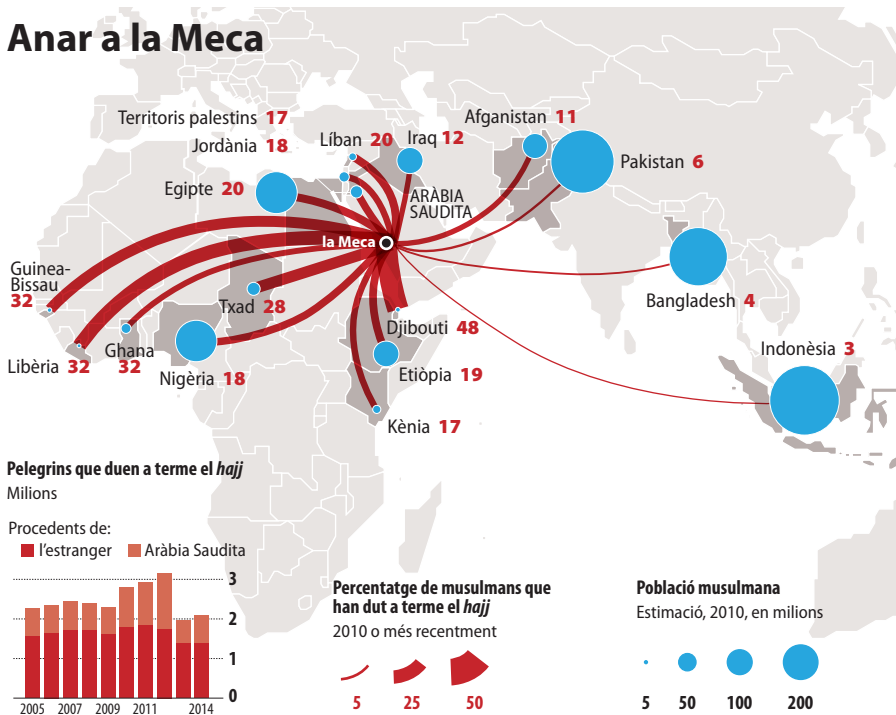 Anar a la Meca
Territoris palestins 17
Jordània 18
Egipte 20
Líban 20
Iraq 12
Afganistan 11
Pakistan 6
ARÀBIA
SAUDITA
la Meca
Guinea-
Bissau
32
Libèria 32
Ghana
32
Txad 28
Nigèria 18
Djibouti 48
Etiòpia 19
Kènia 17
Bangladesh 4
Indonèsia 3
Pelegrins que duen a terme el hajj
Milions
Procedents de:
l'estranger Aràbia Saudita
3
2
1
0
2005 2007 2009 2011 2014
Percentatge de musulmans que
han dut a terme el hajj
2010 o més recentment
5 25 50
Població musulmana
Estimació, 2010, en milions
5 50 100 200